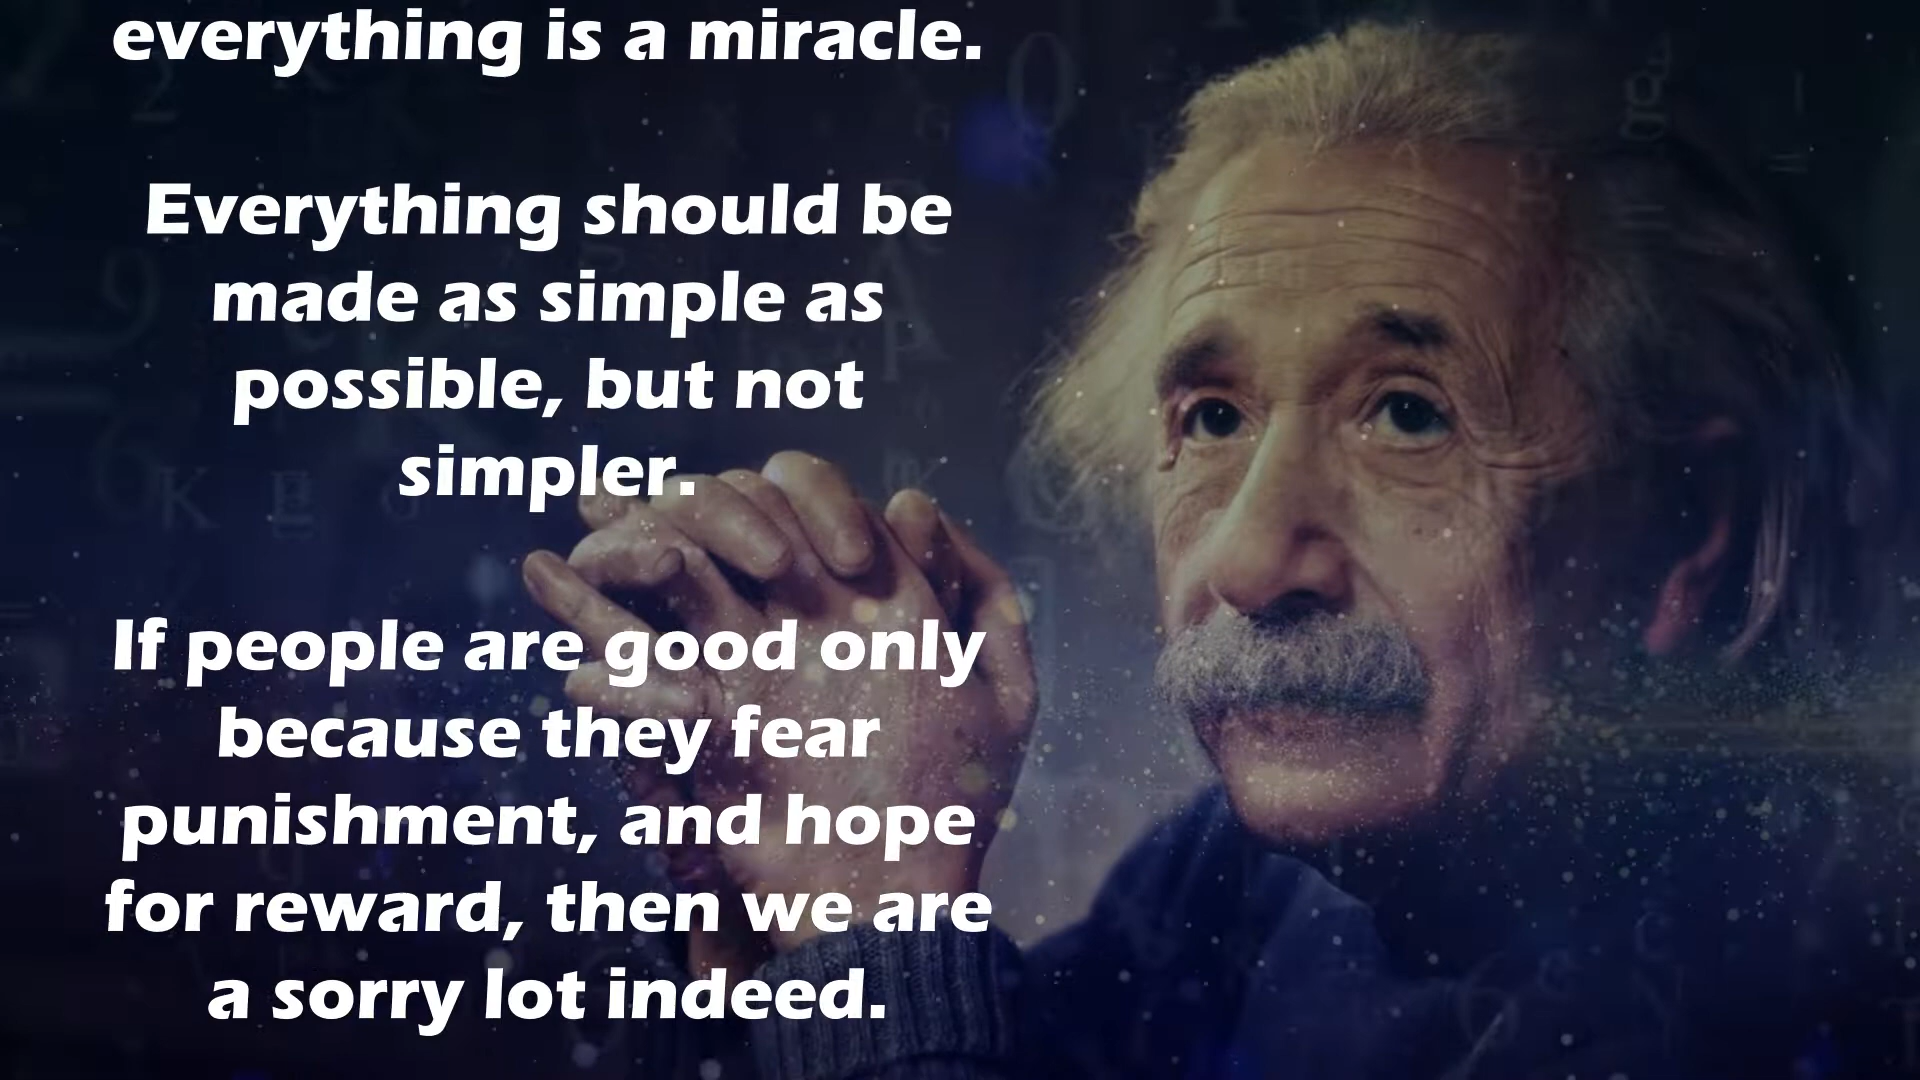 everything is a miracle.
Everything should be
made as simple as
possible, but not
simpler.
If people are good only
because they fear
punishment, and hope
for reward, then we are
a sorry lot indeed.